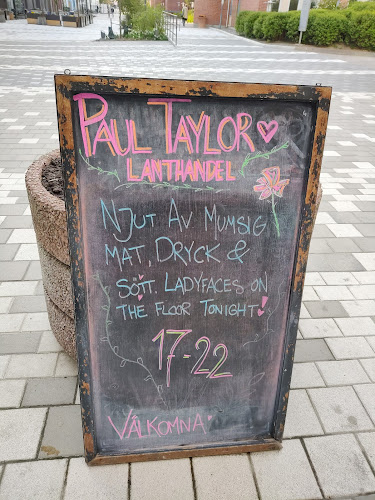 PAUL TAYLOR
LANTHANDEL
NJUT AV MUMSIG
MAT, DRYCK &
SÖTT. LADYFACES ON
THE FLOOR TONIGHT!
17-22
VÄLKOMNA!